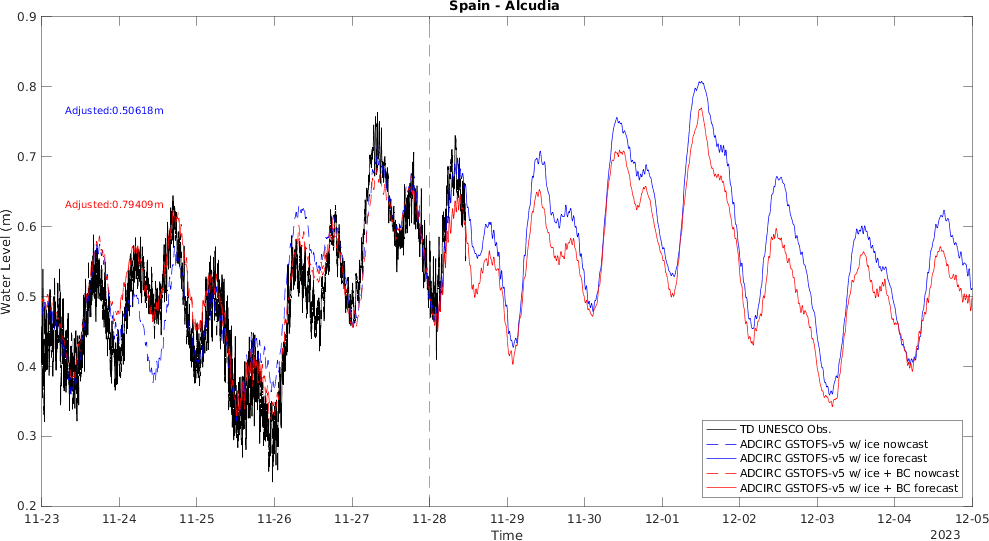 Spain - Alcudia
0.9
0.8
0.7
0.6
0.5
0.4
0.3
0.2
Water Level (m)
Adjusted:0.50618m
Adjusted:0.79409m
TD UNESCO Obs.
ADCIRC GSTOFS-v5 w/ ice nowcast
ADCIRC GSTOFS-v5 w/ ice forecast
ADCIRC GSTOFS-v5 w/ ice + BC nowcast
ADCIRC GSTOFS-v5 w/ ice + BC forecast
11-23 11-24 11-25 11-26 11-27 11-28 11-29 11-30 12-01 12-02 12-03 12-04 12-05
Time
2023